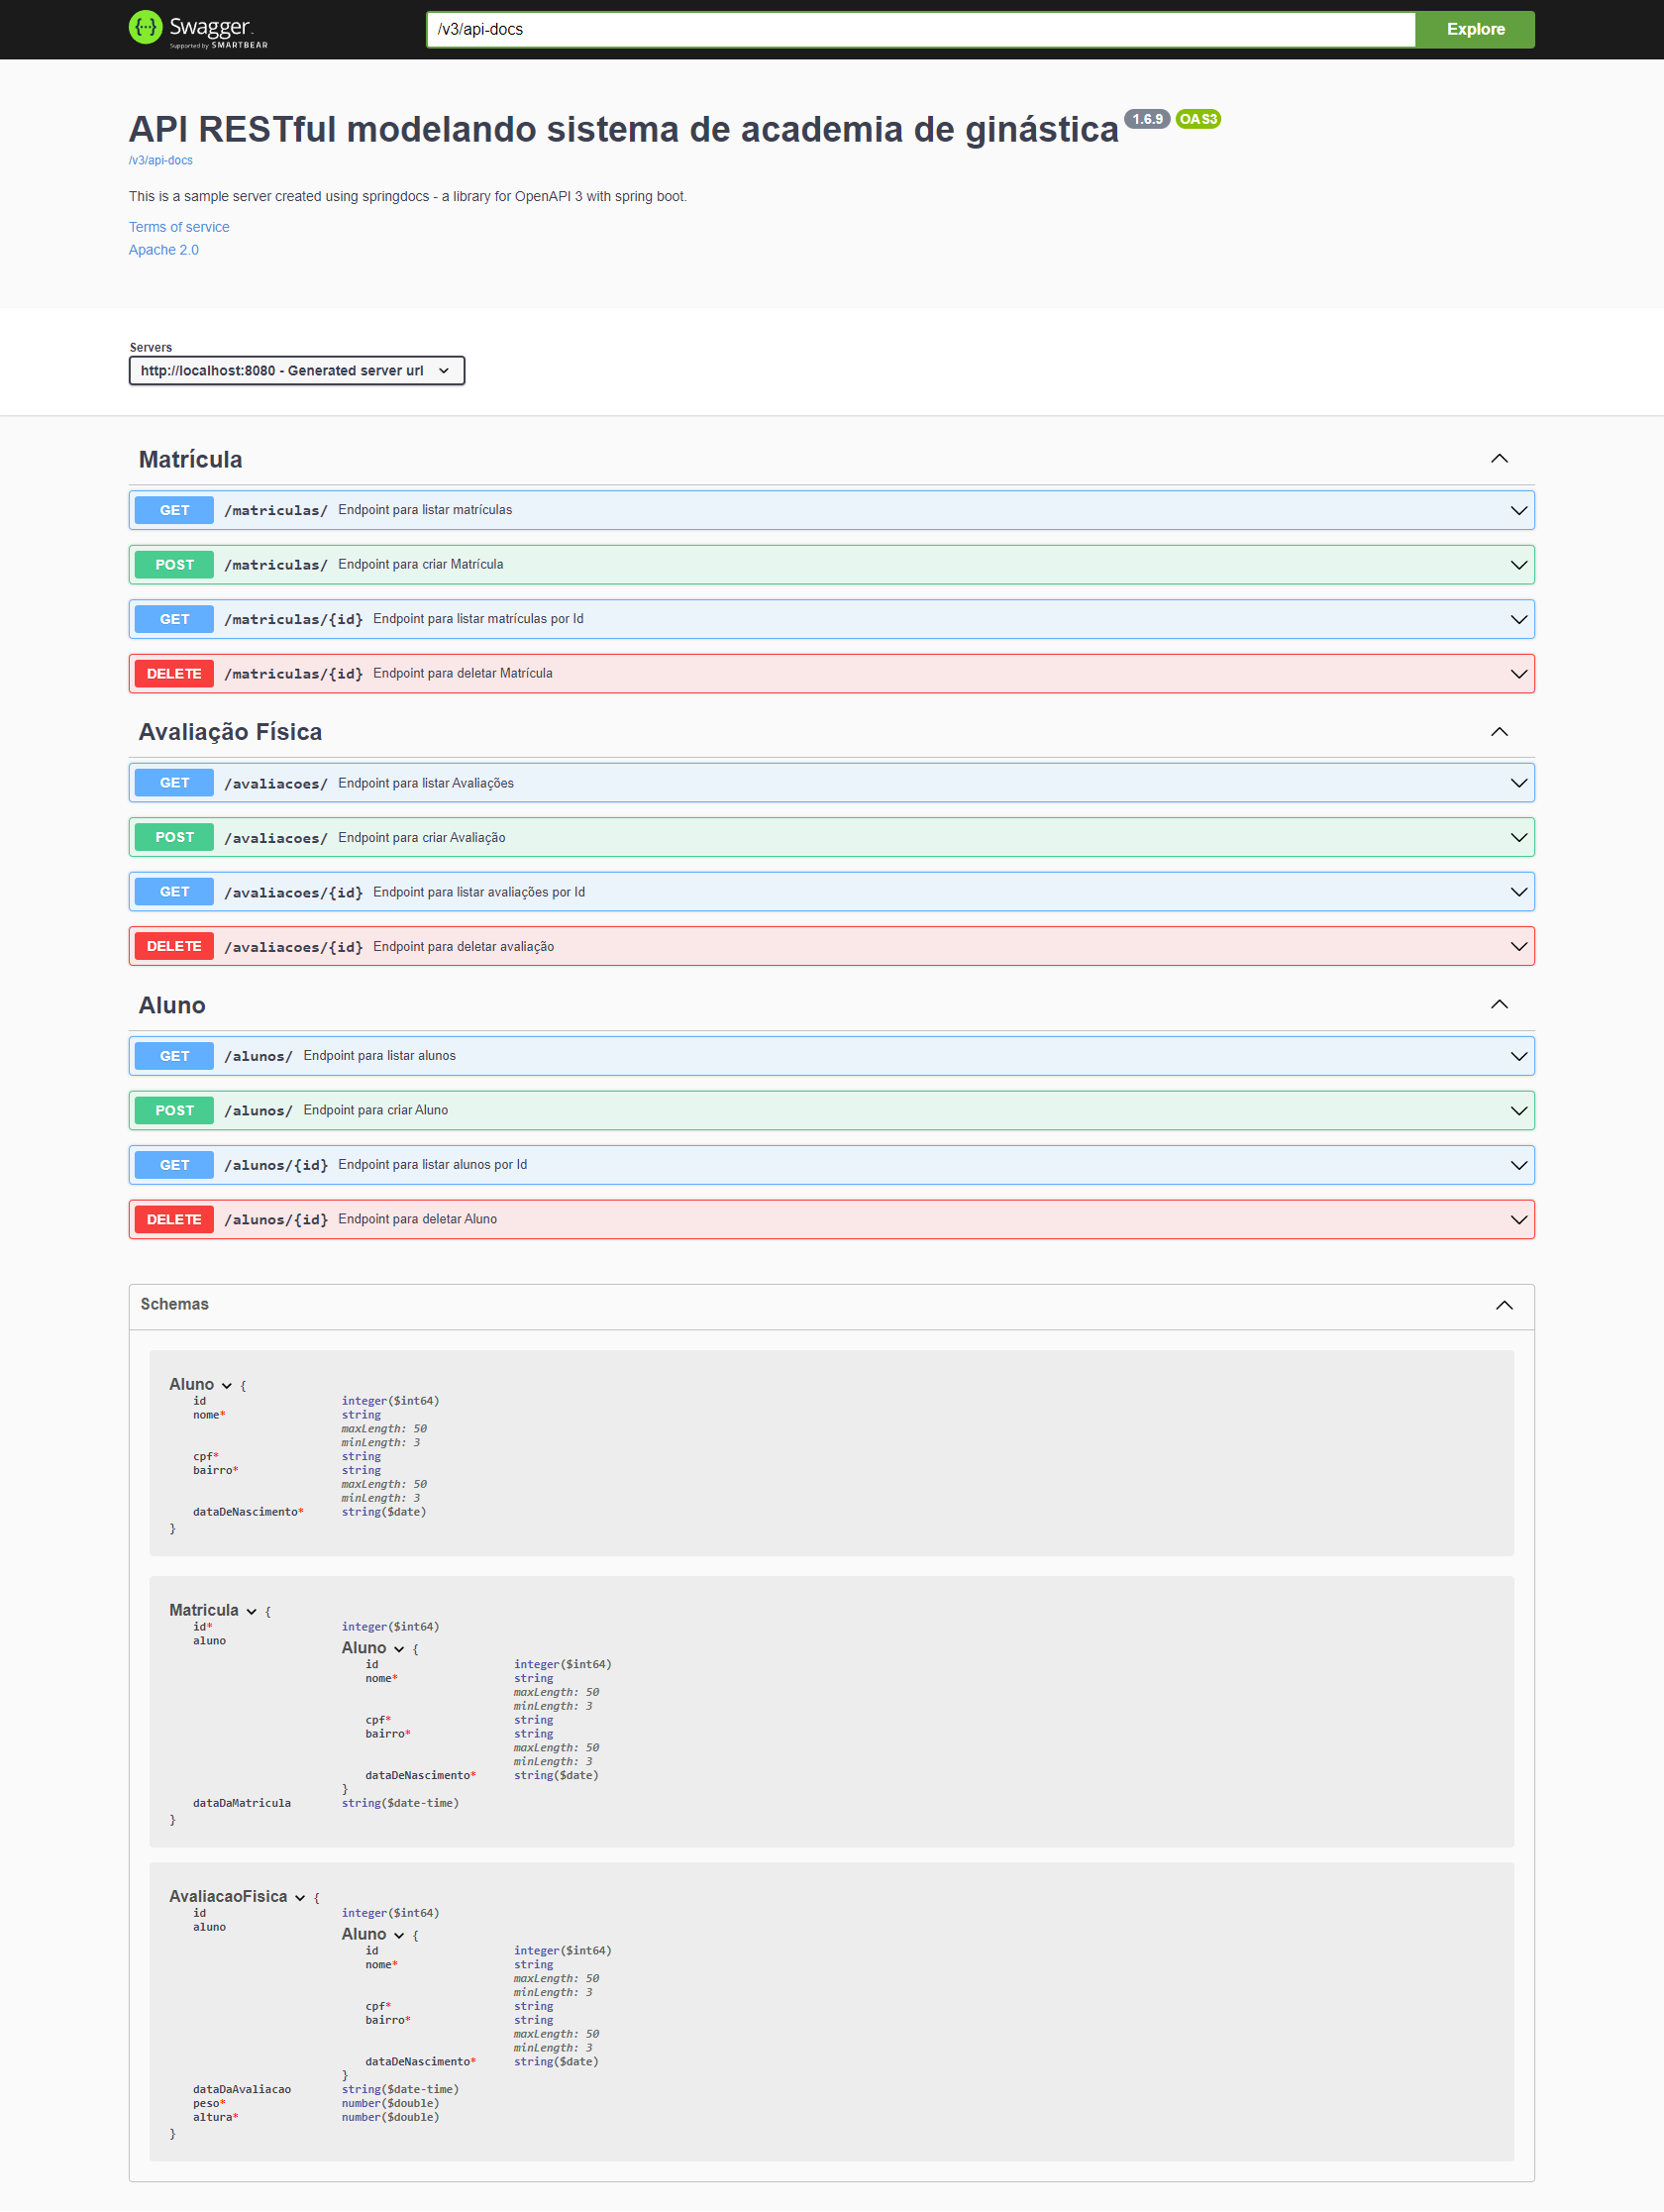 Swagger.
Supported by SMARTBEAR
/v3/api-docs
Explore
API RESTful modelando sistema de academia de ginástica 1.6.9 OAS3
/v3/api-docs
This is a sample server created using springdocs - a library for OpenAPI 3 with spring boot.
Terms of service
Apache 2.0
Servers
http://localhost:8080 - Generated server url
Matrícula
GET /matriculas/ Endpoint para listar matrículas
POST /matriculas/ Endpoint para criar Matrícula
GET /matriculas/{id} Endpoint para listar matrículas por Id
DELETE /matriculas/{id} Endpoint para deletar Matrícula
Avaliação Física
GET /avaliacoes/ Endpoint para listar Avaliações
POST /avaliacoes/ Endpoint para criar Avaliação
GET /avaliacoes/{id} Endpoint para listar avaliações por Id
DELETE /avaliacoes/{id} Endpoint para deletar avaliação
Aluno
GET /alunos/ Endpoint para listar alunos
POST /alunos/ Endpoint para criar Aluno
GET /alunos/{id} Endpoint para listar alunos por Id
DELETE /alunos/{id} Endpoint para deletar Aluno
Schemas
Aluno {
id integer($int64)
nome* string
maxLength: 50
minLength: 3
cpf* string
bairro* string
maxLength: 50
minLength: 3
dataDeNascimento* string($date)
}
Matricula {
id* integer($int64)
aluno
Aluno {
id integer($int64)
nome* string
maxLength: 50
minLength: 3
cpf* string
bairro* string
maxLength: 50
minLength: 3
dataDeNascimento* string($date)
}
dataDaMatricula string($date-time)
}
AvaliacaoFisica {
id integer($int64)
aluno
Aluno {
id integer($int64)
nome* string
maxLength: 50
minLength: 3
cpf* string
bairro* string
maxLength: 50
minLength: 3
dataDeNascimento* string($date)
}
dataDaAvaliacao string($date-time)
peso* number($double)
altura* number($double)
}